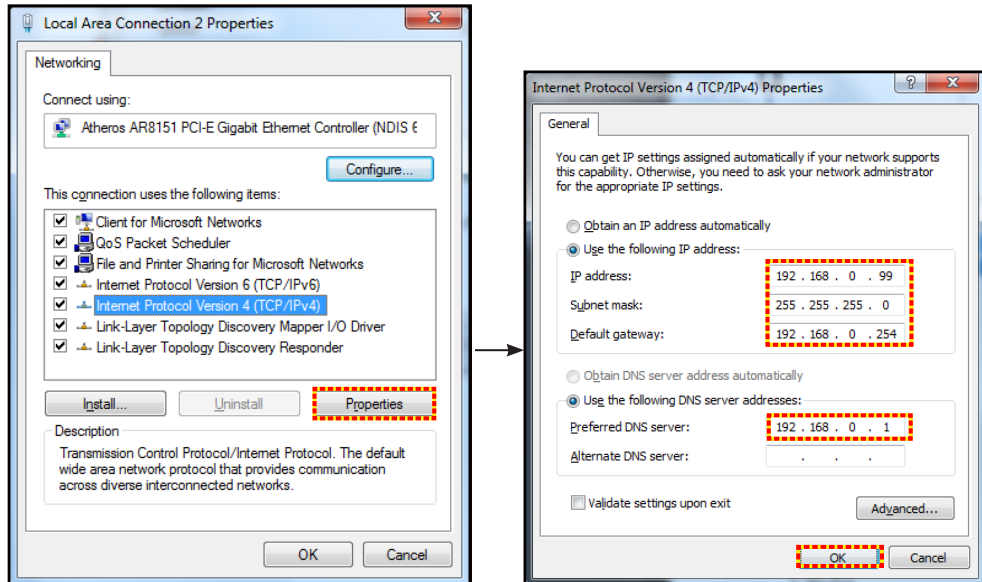 Local Area Connection 2 Properties
Networking
Connect using:
Atheros AR8151 PCI-E Gigabit Ethernet Controller (NDIS 6
Configure...
This connection uses the following items:
Client for Microsoft Networks
QoS Packet Scheduler
File and Printer Sharing for Microsoft Networks
Internet Protocol Version 6 (TCP/IPv6)
Internet Protocol Version 4 (TCP/IPv4)
Link-Layer Topology Discovery Mapper I/O Driver
Link-Layer Topology Discovery Responder
Install...
Uninstall
Properties
Description
Transmission Control Protocol/Internet Protocol. The default
wide area network protocol that provides communication
across diverse interconnected networks.
OK
Cancel
Internet Protocol Version 4 (TCP/IPv4) Properties
?
General
You can get IP settings assigned automatically if your network supports
this capability. Otherwise, you need to ask your network administrator
for the appropriate IP settings.
Obtain an IP address automatically
Use the following IP address:
IP address: 192 . 168 . 0 . 99
Subnet mask: 255 . 255 . 255 . 0
Default gateway: 192 . 168 . 0 . 254
Obtain DNS server address automatically
Use the following DNS server addresses:
Preferred DNS server: 192 . 168 . 0 . 1
Alternate DNS server: . . .
Validate settings upon exit
Advanced...
OK
Cancel